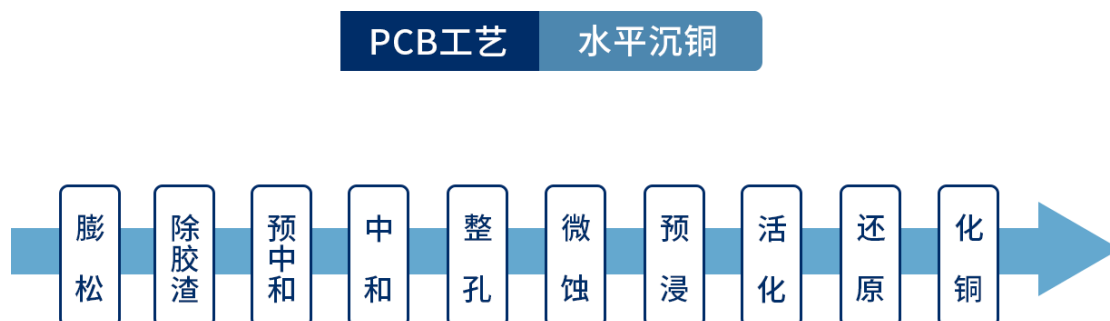 PCB工艺 水平沉铜
膨松
除胶渣
预中和
中和
整孔
微蚀
预浸
活化
还原
化铜